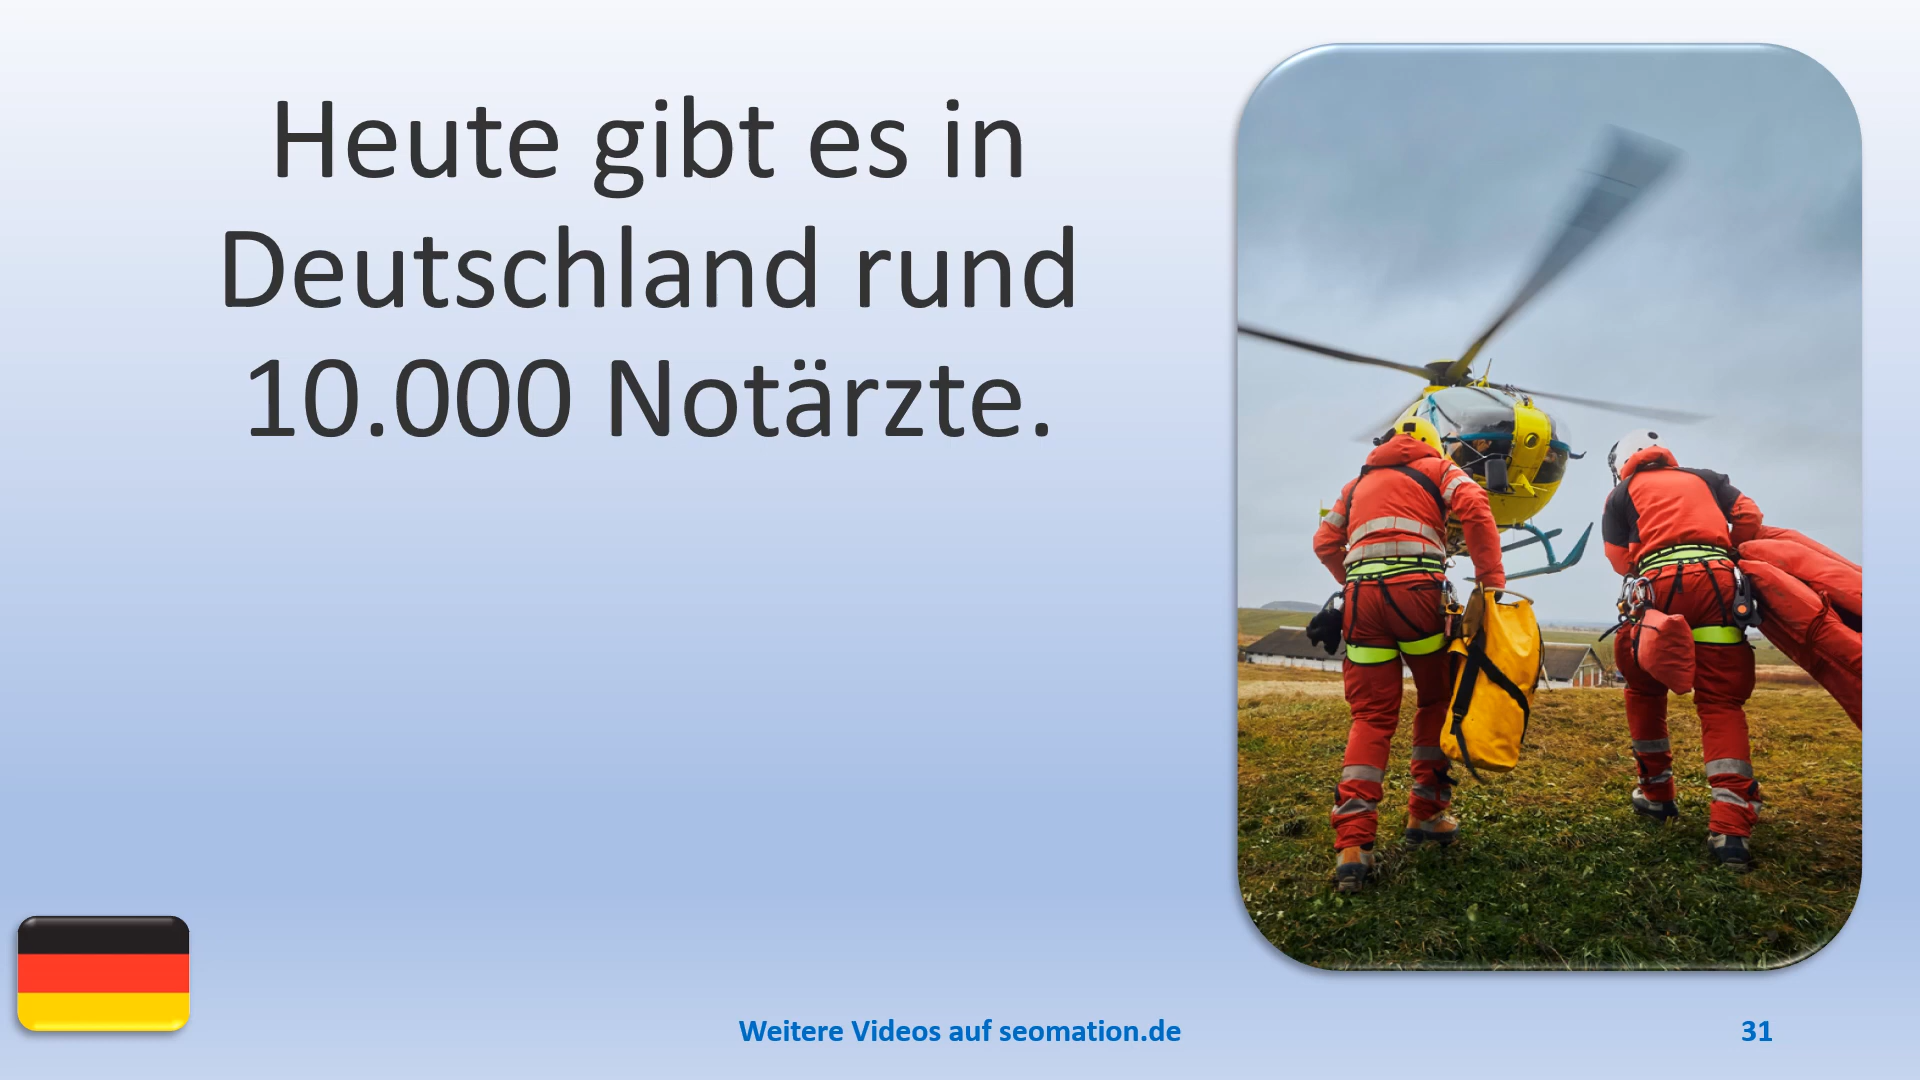 Heute gibt es in
Deutschland rund
10.000 Notärzte.
Weitere Videos auf seomation.de
31